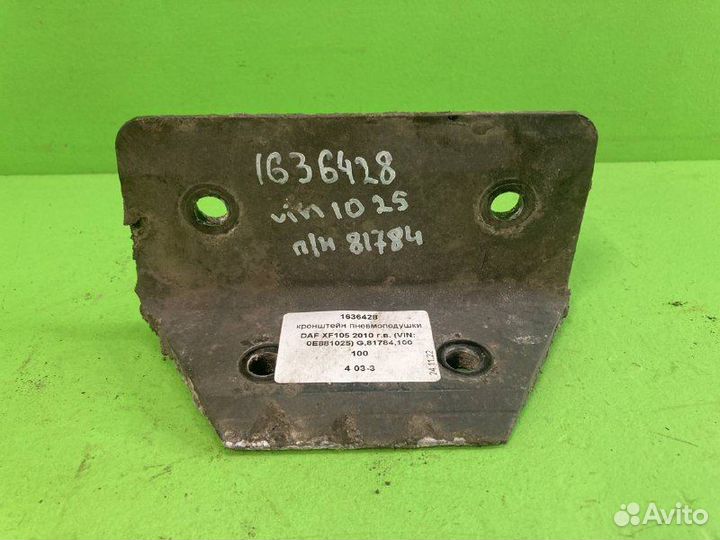 1636428
vin 10 25
п/н 81784
1636428
кронштейн пневмоподушки
DAF XF105 2010 г.в. (VIN:
0E881025) G,81784,100
100
4 03-3
24.11.22
Avito